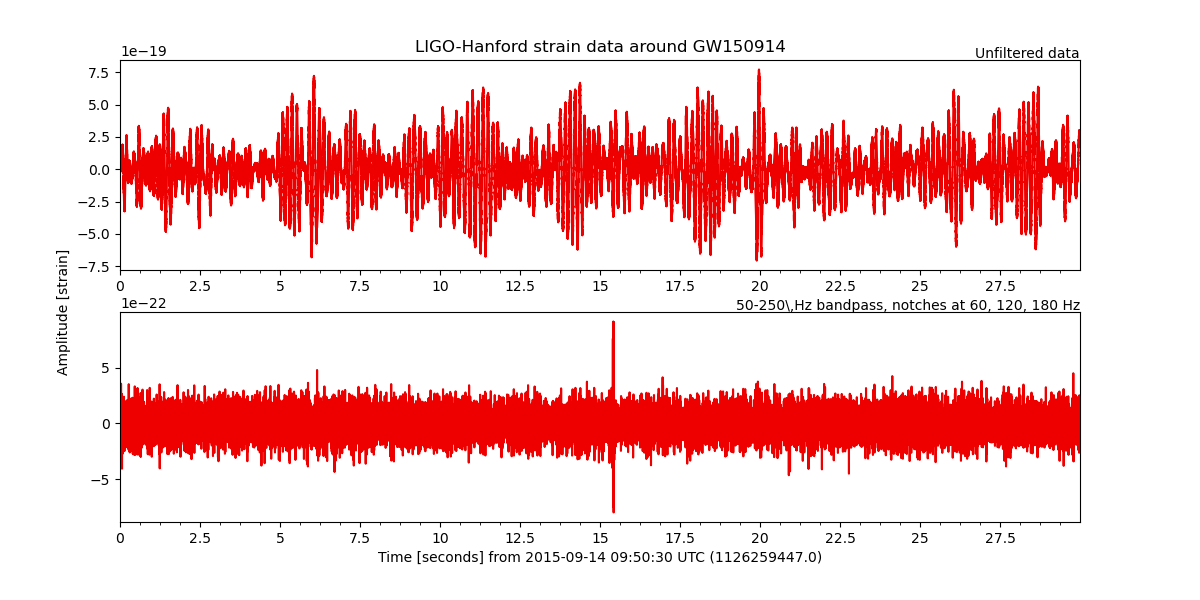 LIGO-Hanford strain data around GW150914
1e−19
Unfiltered data
7.5
5.0
2.5
0.0
−2.5
−5.0
−7.5
0 2.5 5 7.5 10 12.5 15 17.5 20 22.5 25 27.5
Amplitude [strain]
1e−22
50-250\,Hz bandpass, notches at 60, 120, 180 Hz
5
0
−5
0 2.5 5 7.5 10 12.5 15 17.5 20 22.5 25 27.5
Time [seconds] from 2015-09-14 09:50:30 UTC (1126259447.0)